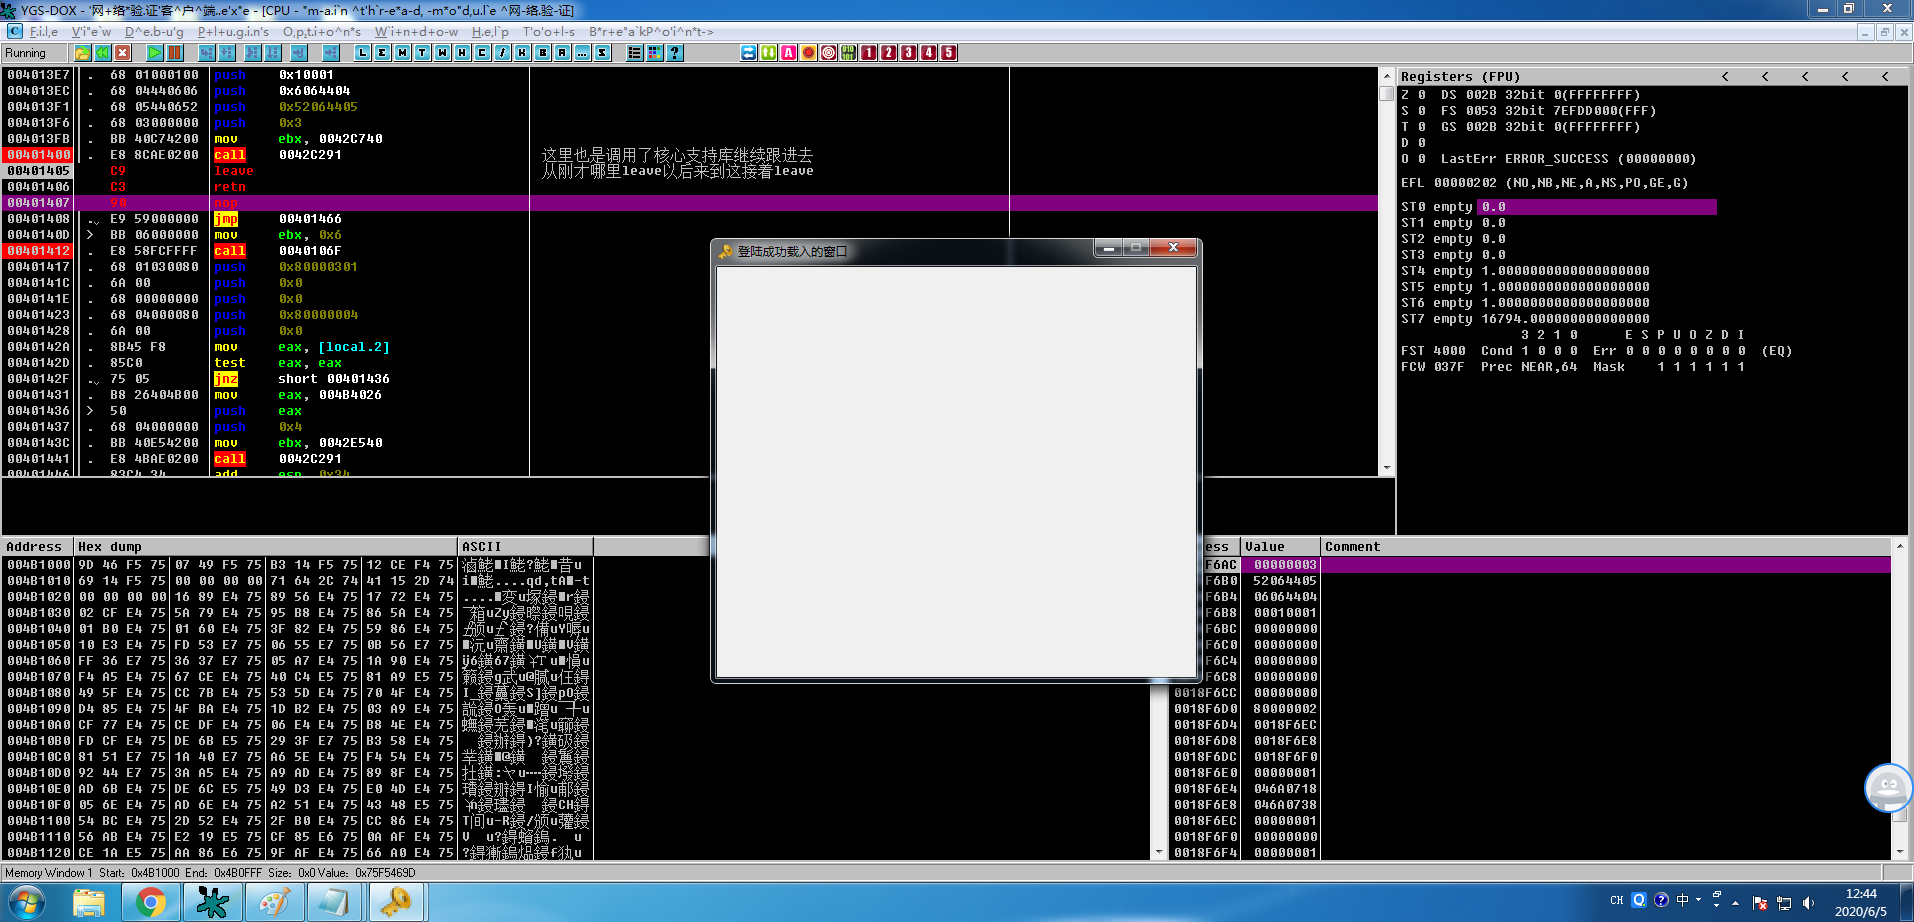 YGS-DOX - '网+络*验.证'客^户^端..e'x"e - [CPU - "m-a.i`n ^t'h`r-e*a-d, -m*o"d,u.l`e ^网-络.验-证]
F.i.l,e V'i"e`w D^e.b-u'g P+l+u.g.i.n's O,p.t.i+o^n*s W`i+n+d+o-w H.e,l`p T'o'o+l-s B*r+e"a`kP^o'i^n*t->
Running L E M T W H C / K B R ... S ? A 1 2 3 4 5
004013E7 . 68 01000100 push 0x10001
004013EC . 68 04440606 push 0x6064404
004013F1 . 68 05440652 push 0x52064405
004013F6 . 68 03000000 push 0x3
004013FB . BB 40C74200 mov ebx, 0042C740
00401400 . E8 8CAE0200 call 0042C291 这里也是调用了核心支持库继续跟进去
00401405 C9 leave 从刚才哪里leave以后来到这接着leave
00401406 C3 retn
00401407 90 nop
00401408 . E9 59000000 jmp 00401466
0040140D > BB 06000000 mov ebx, 0x6
00401412 . E8 58FCFFFF call 0040106F
00401417 . 68 01030080 push 0x80000301
0040141C . 6A 00 push 0x0
0040141E . 68 00000000 push 0x0
00401423 . 68 04000080 push 0x80000004
00401428 . 6A 00 push 0x0
0040142A . 8B45 F8 mov eax, [local.2]
0040142D . 85C0 test eax, eax
0040142F . 75 05 jnz short 00401436
00401431 . B8 26404B00 mov eax, 004B4026
00401436 > 50 push eax
00401437 . 68 04000000 push 0x4
0040143C . BB 40E54200 mov ebx, 0042E540
00401441 . E8 4BAE0200 call 0042C291
00401446 . 83C4 34 add esp, 0x34
Registers (FPU) < < < < <
Z 0 DS 002B 32bit 0(FFFFFFFF)
S 0 FS 0053 32bit 7EFDD000(FFF)
T 0 GS 002B 32bit 0(FFFFFFFF)
D 0
O 0 LastErr ERROR_SUCCESS (00000000)
EFL 00000202 (NO,NB,NE,A,NS,PO,GE,G)
ST0 empty 0.0
ST1 empty 0.0
ST2 empty 0.0
ST3 empty 0.0
ST4 empty 1.0000000000000000000
ST5 empty 1.0000000000000000000
ST6 empty 1.0000000000000000000
ST7 empty 16794.000000000000000
3 2 1 0 E S P U O Z D I
FST 4000 Cond 1 0 0 0 Err 0 0 0 0 0 0 0 0 (EQ)
FCW 037F Prec NEAR,64 Mask 1 1 1 1 1 1
登陆成功载入的窗口
Address Hex dump ASCII
004B1000 9D 46 F5 75 07 49 F5 75 B3 14 F5 75 12 CE F4 75
004B1010 69 14 F5 75 00 00 00 00 71 64 2C 74 41 15 2D 74
004B1020 00 00 00 00 16 89 E4 75 89 56 E4 75 17 72 E4 75
004B1030 02 CF E4 75 5A 79 E4 75 95 B8 E4 75 86 5A E4 75
004B1040 01 B0 E4 75 01 60 E4 75 3F 82 E4 75 59 86 E4 75
004B1050 10 E3 E4 75 FD 53 E7 75 06 55 E7 75 0B 56 E7 75
004B1060 FF 36 E7 75 36 37 E7 75 05 A7 E4 75 1A 90 E4 75
004B1070 F4 A5 E4 75 67 CE E4 75 40 C4 E5 75 81 A9 E5 75
004B1080 49 5F E4 75 CC 7B E4 75 53 5D E4 75 70 4F E4 75
004B1090 D4 85 E4 75 4F BA E4 75 1D B2 E4 75 03 A9 E4 75
004B10A0 CF 77 E4 75 CE DF E4 75 06 E4 E4 75 B8 4E E4 75
004B10B0 FD CF E4 75 DE 6B E5 75 29 3F E7 75 B3 58 E4 75
004B10C0 81 51 E7 75 1A 40 E7 75 A6 5E E4 75 F4 54 E4 75
004B10D0 92 44 E7 75 3A A5 E4 75 A9 AD E4 75 89 8F E4 75
004B10E0 AD 6B E4 75 DE 6C E5 75 49 D3 E4 75 E0 4D E4 75
004B10F0 05 6E E4 75 AD 6E E4 75 A2 51 E4 75 43 48 E5 75
004B1100 54 BC E4 75 2D 52 E4 75 2F B0 E4 75 CC 86 E4 75
004B1110 56 AB E4 75 E2 19 E5 75 CF 85 E6 75 0A AF E4 75
004B1120 CE 1A E5 75 AA 86 E6 75 9F AF E4 75 66 A0 E4 75
ess Value Comment
F6AC 00000003
F6B0 52064405
F6B4 06064404
F6B8 00010001
F6BC 00000000
F6C0 00000000
F6C4 00000000
F6C8 00000000
0018F6CC 00000000
0018F6D0 80000002
0018F6D4 0018F6EC
0018F6D8 0018F6E8
0018F6DC 0018F6F0
0018F6E0 00000001
0018F6E4 046A0718
0018F6E8 046A0738
0018F6EC 00000001
0018F6F0 00000000
0018F6F4 00000001
Memory Window 1 Start: 0x4B1000 End: 0x4B0FFF Size: 0x0 Value: 0x75F5469D
CH 中
12:44
2020/6/5